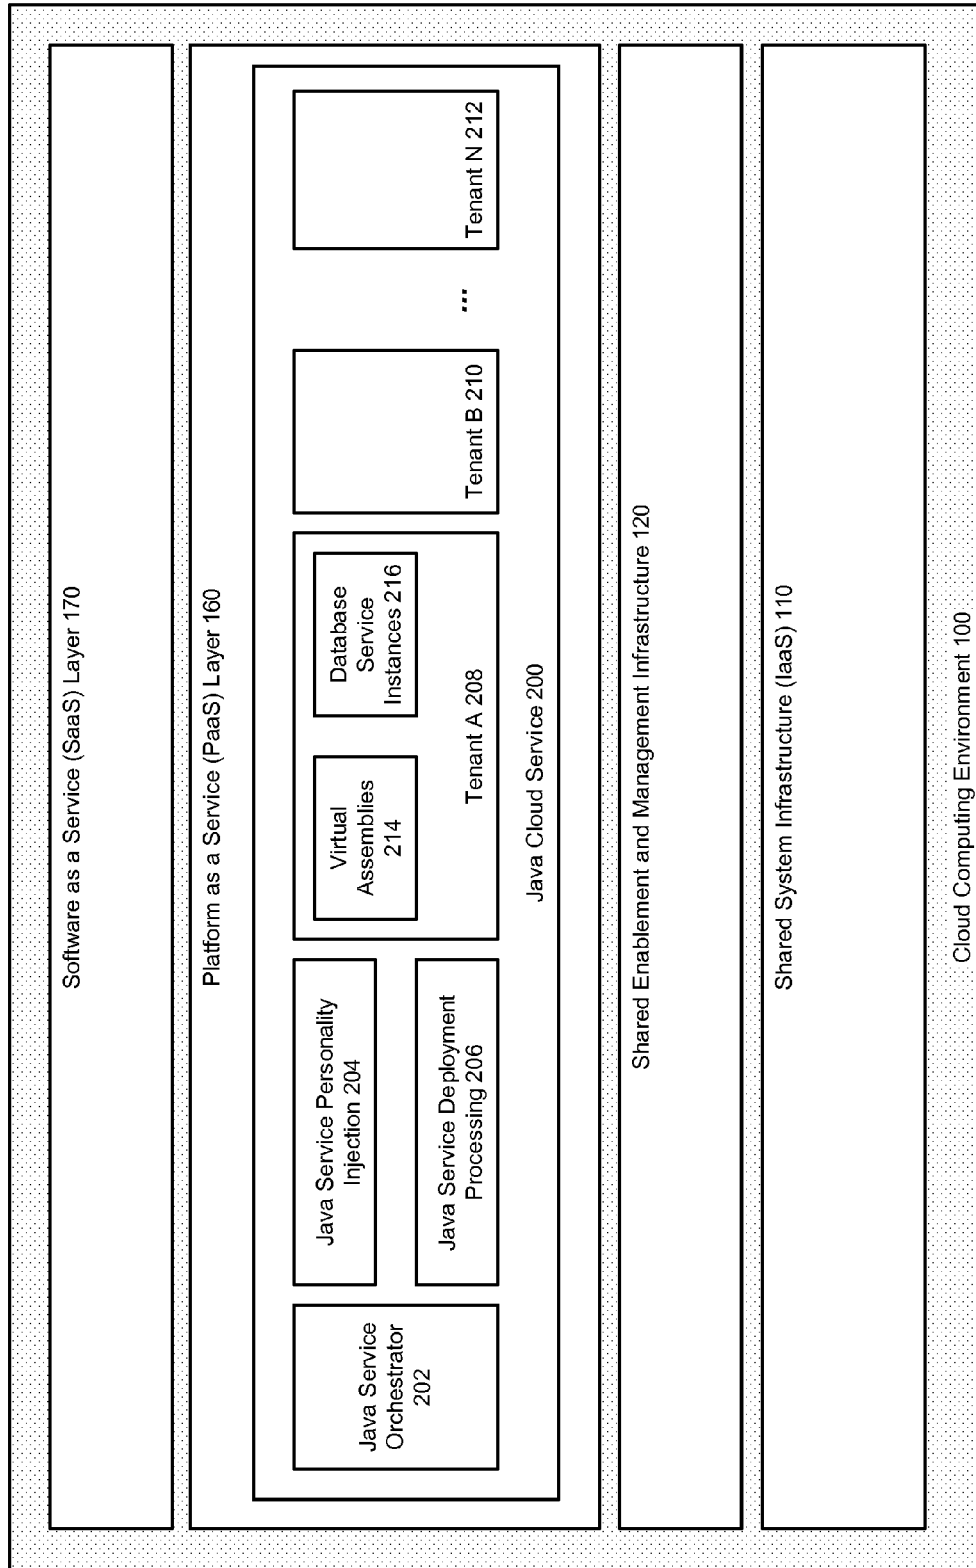 Software as a Service (SaaS) Layer 170
Platform as a Service (PaaS) Layer 160
Java Service
Orchestrator
202
Java Service Personality
Injection 204
Java Service Deployment
Processing 206
Virtual
Assemblies
214
Database
Service
Instances 216
Tenant A 208
Tenant B 210
...
Tenant N 212
Java Cloud Service 200
Shared Enablement and Management Infrastructure 120
Shared System Infrastructure (IaaS) 110
Cloud Computing Environment 100